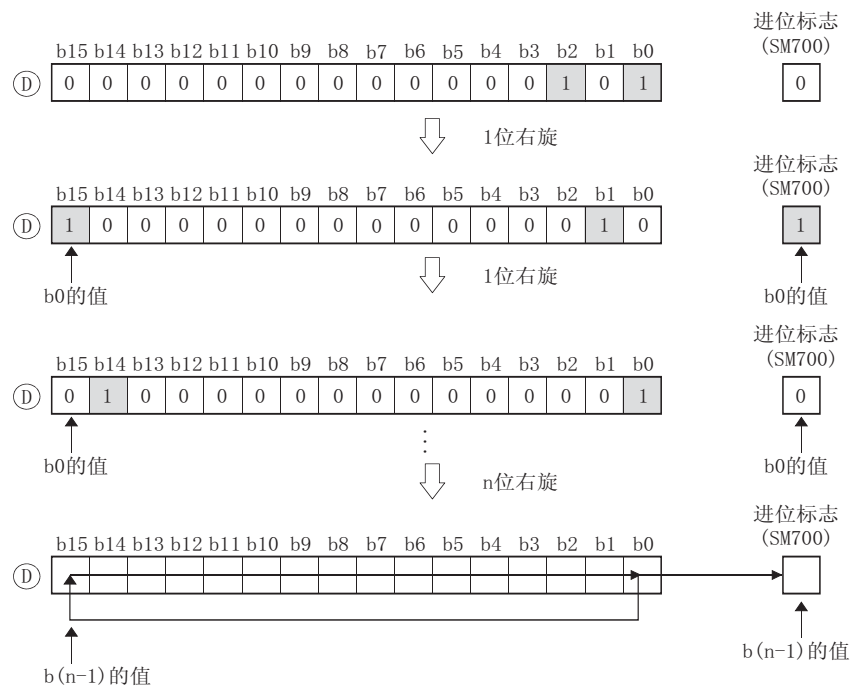 进位标志
(SM700)
b15 b14 b13 b12 b11 b10 b9 b8 b7 b6 b5 b4 b3 b2 b1 b0
D 0 0 0 0 0 0 0 0 0 0 0 0 0 1 0 1 0
1位右旋
进位标志
(SM700)
b15 b14 b13 b12 b11 b10 b9 b8 b7 b6 b5 b4 b3 b2 b1 b0
D 1 0 0 0 0 0 0 0 0 0 0 0 0 0 1 0 1
b0的值 1位右旋 b0的值
进位标志
(SM700)
b15 b14 b13 b12 b11 b10 b9 b8 b7 b6 b5 b4 b3 b2 b1 b0
D 0 1 0 0 0 0 0 0 0 0 0 0 0 0 0 1 0
b0的值 b0的值
n位右旋
进位标志
(SM700)
b15 b14 b13 b12 b11 b10 b9 b8 b7 b6 b5 b4 b3 b2 b1 b0
D
b(n-1)的值 b(n-1)的值